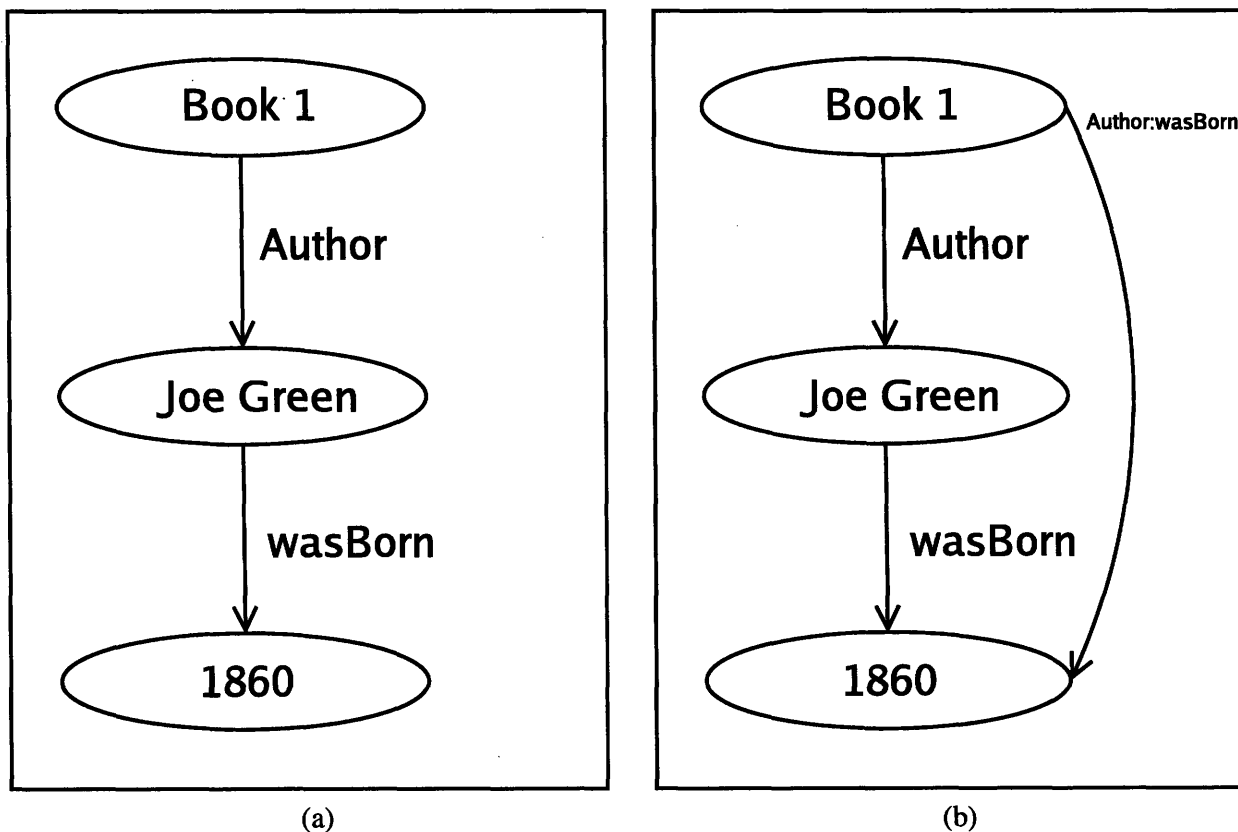 Book 1
Author
Joe Green
wasBorn
1860
(a)
Book 1
Author:wasBorn
Author
Joe Green
wasBorn
1860
(b)